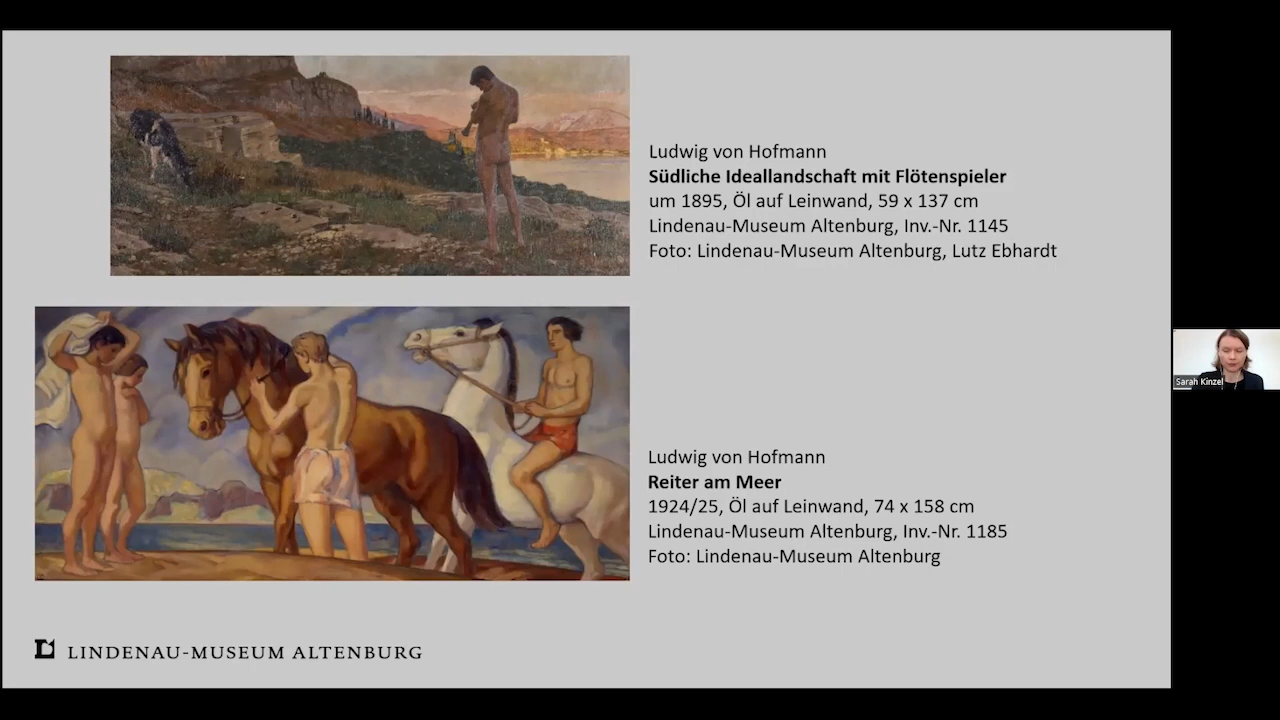 Ludwig von Hofmann
Südliche Ideallandschaft mit Flötenspieler
um 1895, Öl auf Leinwand, 59 x 137 cm
Lindenau-Museum Altenburg, Inv.-Nr. 1145
Foto: Lindenau-Museum Altenburg, Lutz Ebhardt
Ludwig von Hofmann
Reiter am Meer
1924/25, Öl auf Leinwand, 74 x 158 cm
Lindenau-Museum Altenburg, Inv.-Nr. 1185
Foto: Lindenau-Museum Altenburg
LINDENAU-MUSEUM ALTENBURG
Sarah Kinzel